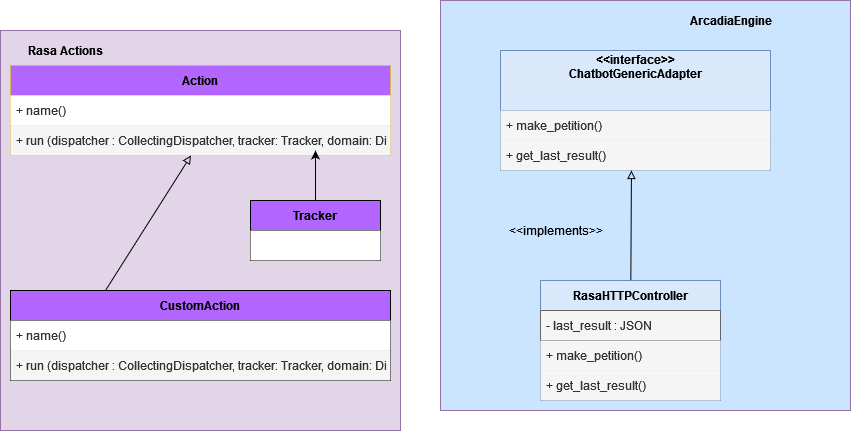 Rasa Actions
Action
+ name()
+ run (dispatcher : CollectingDispatcher, tracker: Tracker, domain: Di
Tracker
CustomAction
+ name()
+ run (dispatcher : CollectingDispatcher, tracker: Tracker, domain: Di
ArcadiaEngine
<<interface>>
ChatbotGenericAdapter
+ make_petition()
+ get_last_result()
<<implements>>
RasaHTTPController
- last_result : JSON
+ make_petition()
+ get_last_result()